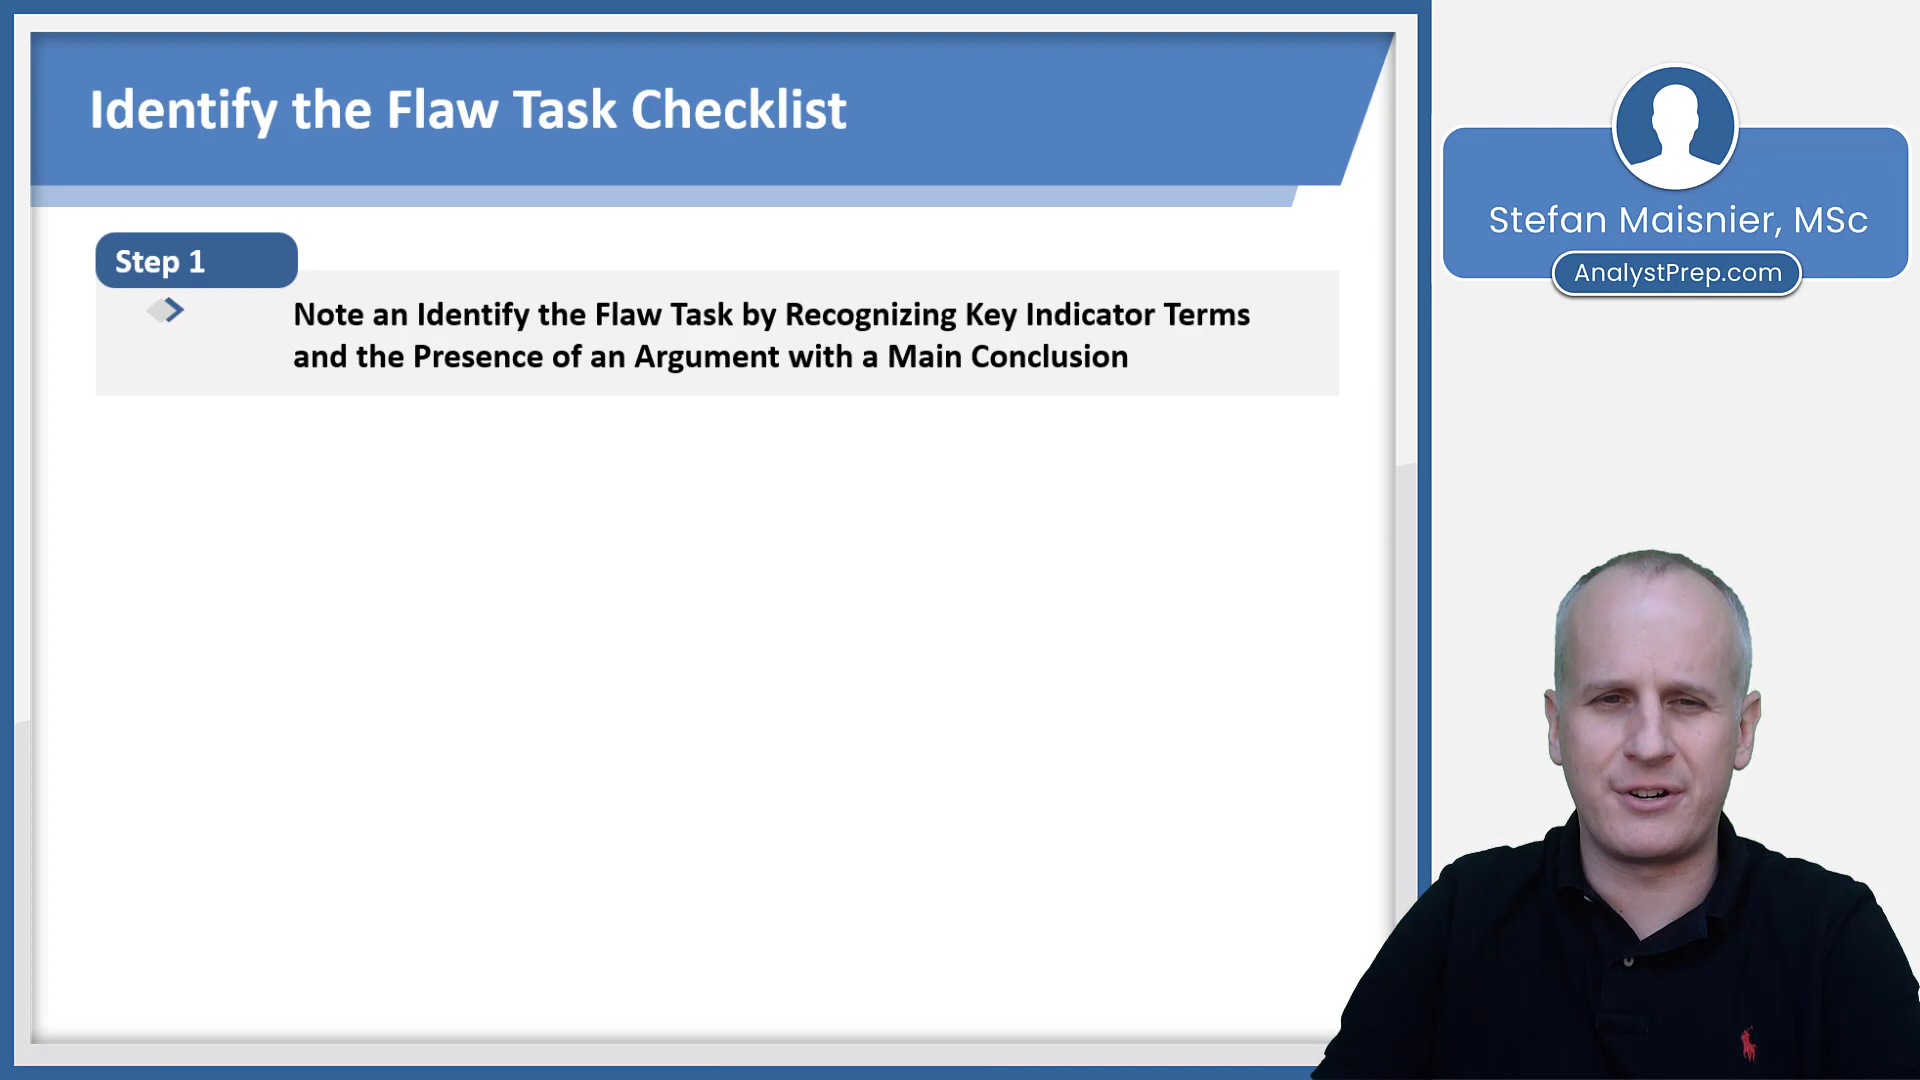 Identify the Flaw Task Checklist
Step 1
Note an Identify the Flaw Task by Recognizing Key Indicator Terms
and the Presence of an Argument with a Main Conclusion
Stefan Maisnier, MSc
AnalystPrep.com